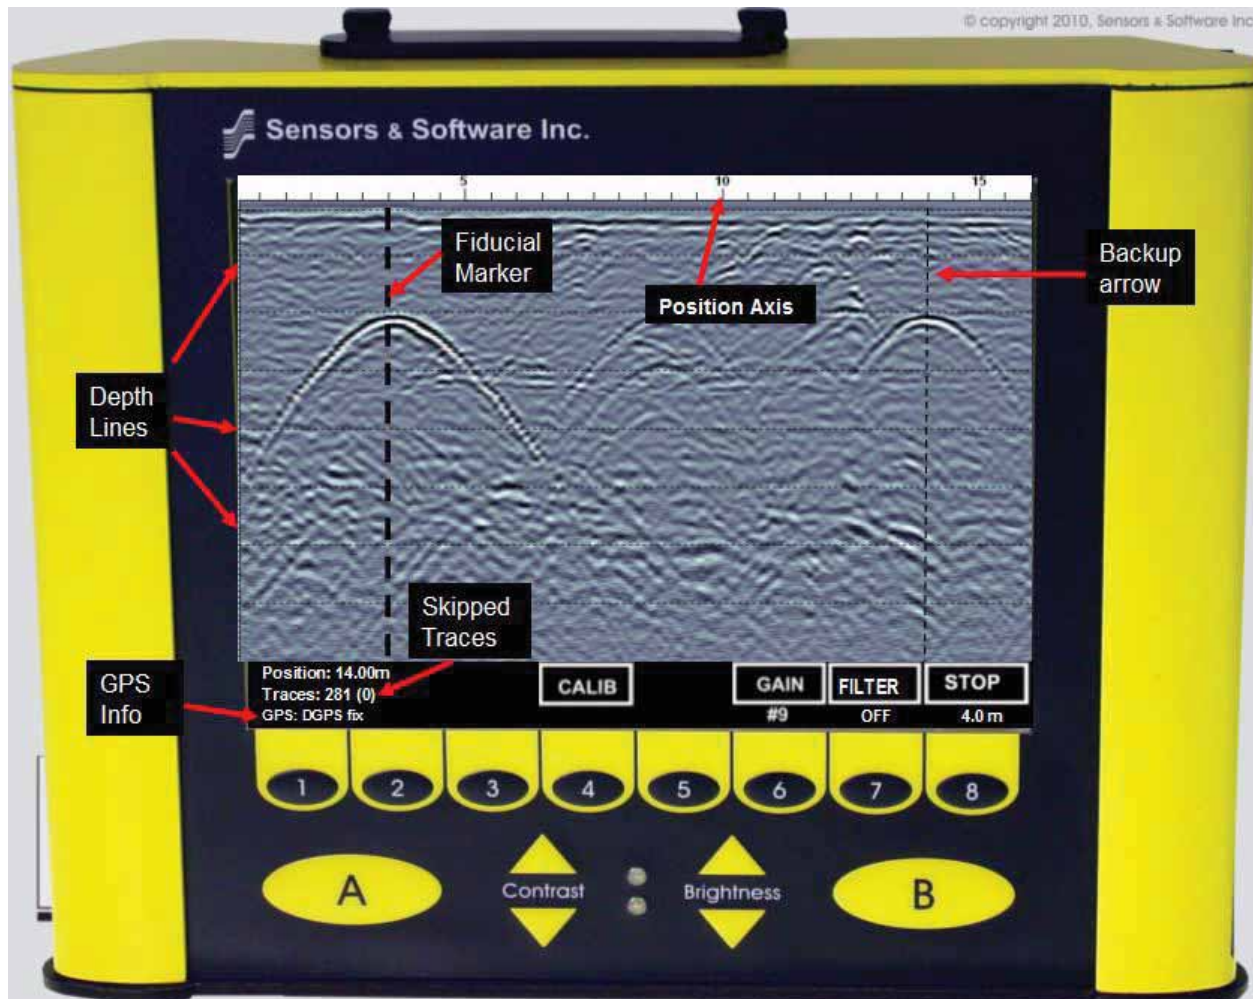 © copyright 2010, Sensors & Software Inc
Sensors & Software Inc.
5
10
15
Fiducial
Marker
Position Axis
Backup
arrow
Depth
Lines
Skipped
Traces
GPS
Info
Position: 14.00m
Traces: 281 (0)
GPS: DGPS fix
CALIB
GAIN
#9
FILTER
OFF
STOP
4.0 m
1
2
3
4
5
6
7
8
A
Contrast
Brightness
B